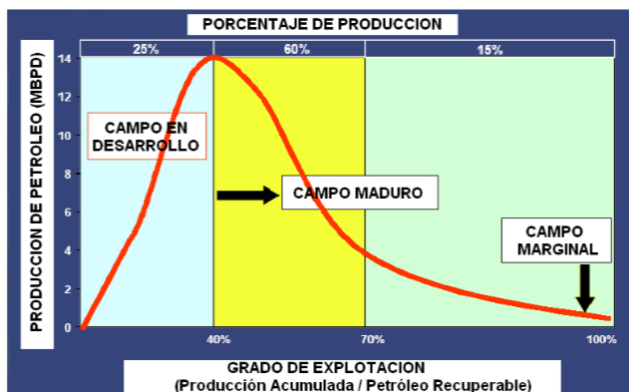 PORCENTAJE DE PRODUCCION
25% 60% 15%
PRODUCCION DE PETROLEO (MBPD)
14
12
10
8
6
4
2
0
CAMPO EN
DESARROLLO
CAMPO MADURO
CAMPO
MARGINAL
40% 70% 100%
GRADO DE EXPLOTACION
(Producción Acumulada / Petróleo Recuperable)